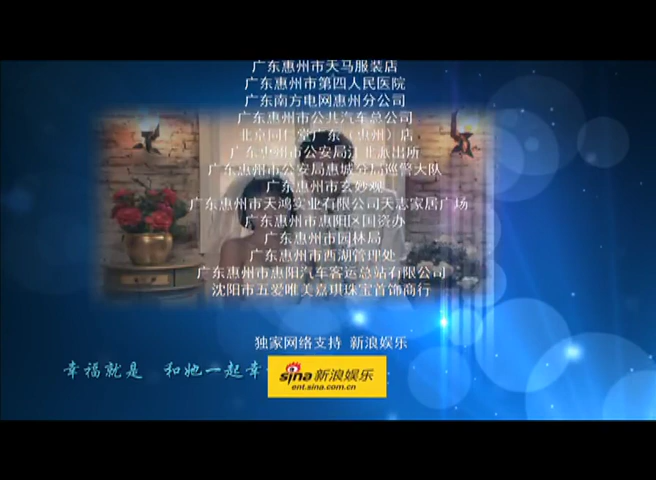 广东惠州市天马服装店
广东惠州市第四人民医院
广东南方电网惠州分公司
广东惠州市公共汽车总公司
北京同仁堂广东（惠州）店
广东惠州市公安局江北派出所
广东惠州市公安局惠城分局巡警大队
广东惠州市玄妙观
广东惠州市天鸿实业有限公司天志家居广场
广东惠州市惠阳区国资办
广东惠州市园林局
广东惠州市西湖管理处
广东惠州市惠阳汽车客运总站有限公司
沈阳市五爱唯美嘉琪珠宝首饰商行
独家网络支持 新浪娱乐
幸福就是 和她一起幸
sina新浪娱乐
ent.sina.com.cn